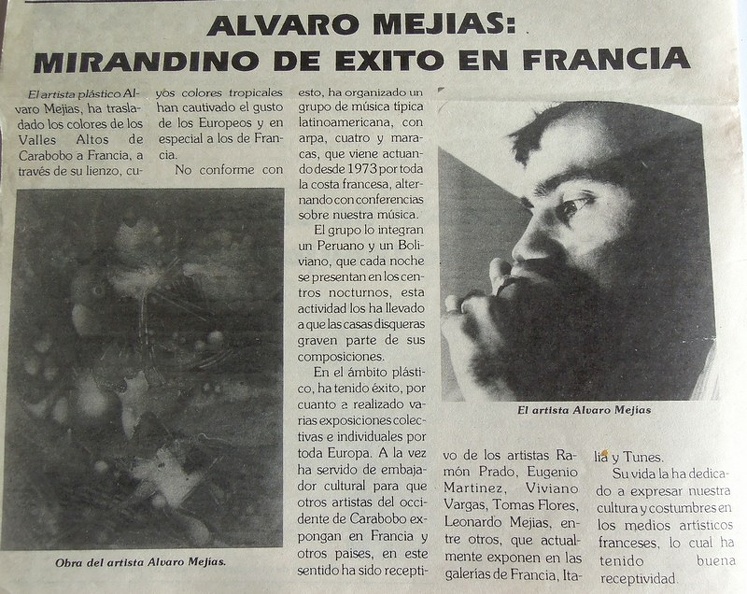 ALVARO MEJIAS:
MIRANDINO DE EXITO EN FRANCIA
El artista plástico Al-
varo Mejías, ha trasla-
dado los colores de los
Valles Altos de
Carabobo a Francia, a
través de su lienzo, cu-
yos colores tropicales
han cautivado el gusto
de los Europeos y en
especial a los de Fran-
cia.
No conforme con
esto, ha organizado un
grupo de música típica
latinoamericana, con
arpa, cuatro y mara-
cas, que viene actuan-
do desde 1973 por toda
la costa francesa, alter-
nando con conferencias
sobre nuestra música.
El grupo lo integran
un Peruano y un Boli-
viano, que cada noche
se presentan en los cen-
tros nocturnos, esta
actividad los ha llevado
a que las casas disqueras
graven parte de sus
composiciones.
En el ámbito plásti-
co, ha tenido éxito, por
cuanto a realizado va-
rias exposiciones colec-
tivas e individuales por
toda Europa. A la vez
ha servido de embaja-
dor cultural para que
otros artistas del occi-
dente de Carabobo ex-
pongan en Francia y
otros paises, en este
sentido ha sido recepti-
vo de los artistas Ra-
món Prado, Eugenio
Martinez, Viviano
Vargas, Tomas Flores,
Leonardo Mejias, en-
tre otros, que actual-
mente exponen en las
galerías de Francia, Ita-
lia y Tunes.
Su vida la ha dedica-
do a expresar nuestra
cultura y costumbres en
los medios artísticos
franceses, lo cual ha
tenido buena
receptividad.
El artista Alvaro Mejías
Obra del artista Alvaro Mejías.